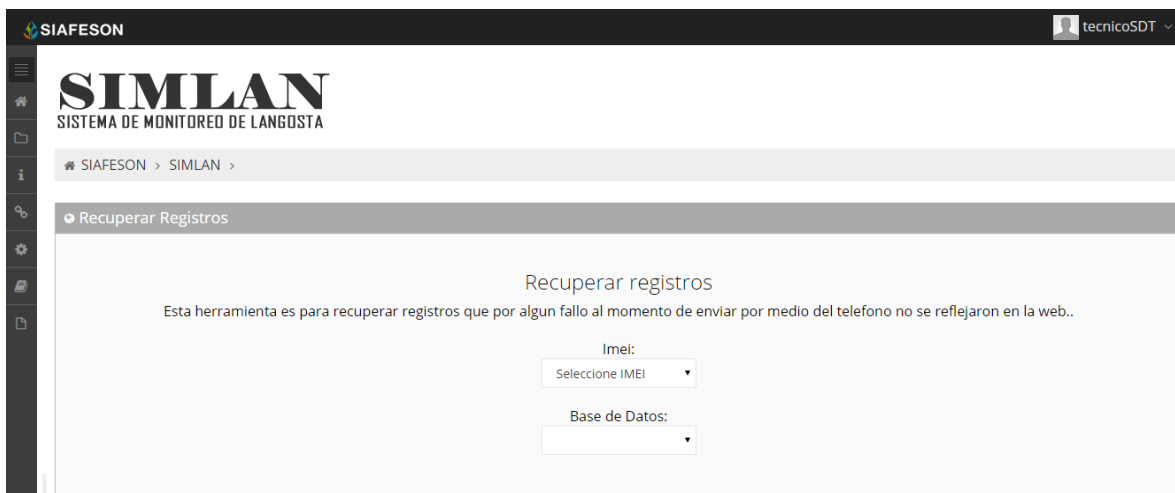 SIAFESON
tecnicoSDT
SIMLAN
SISTEMA DE MONITOREO DE LANGOSTA
SIAFESON > SIMLAN >
Recuperar Registros
Recuperar registros
Esta herramienta es para recuperar registros que por algun fallo al momento de enviar por medio del telefono no se reflejaron en la web..
Imei:
Seleccione IMEI
Base de Datos: